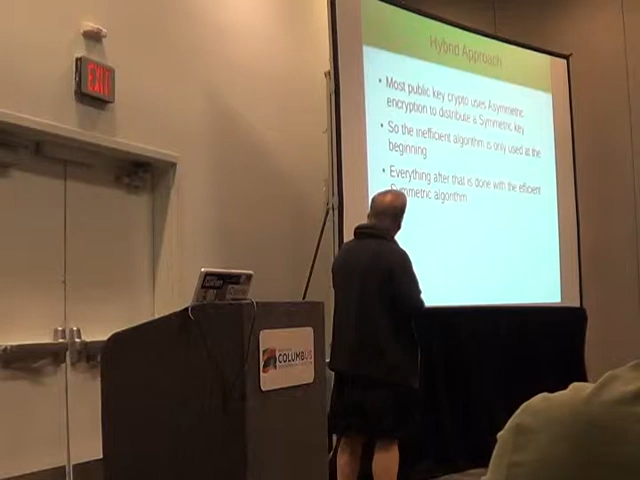 EXIT
Hybrid Approach
• Most public key crypto uses Asymmetric
encryption to distribute a Symmetric key
• So the inefficient algorithm is only used at the
beginning
• Everything after that is done with the efficient
Symmetric algorithm
COLUMBUS